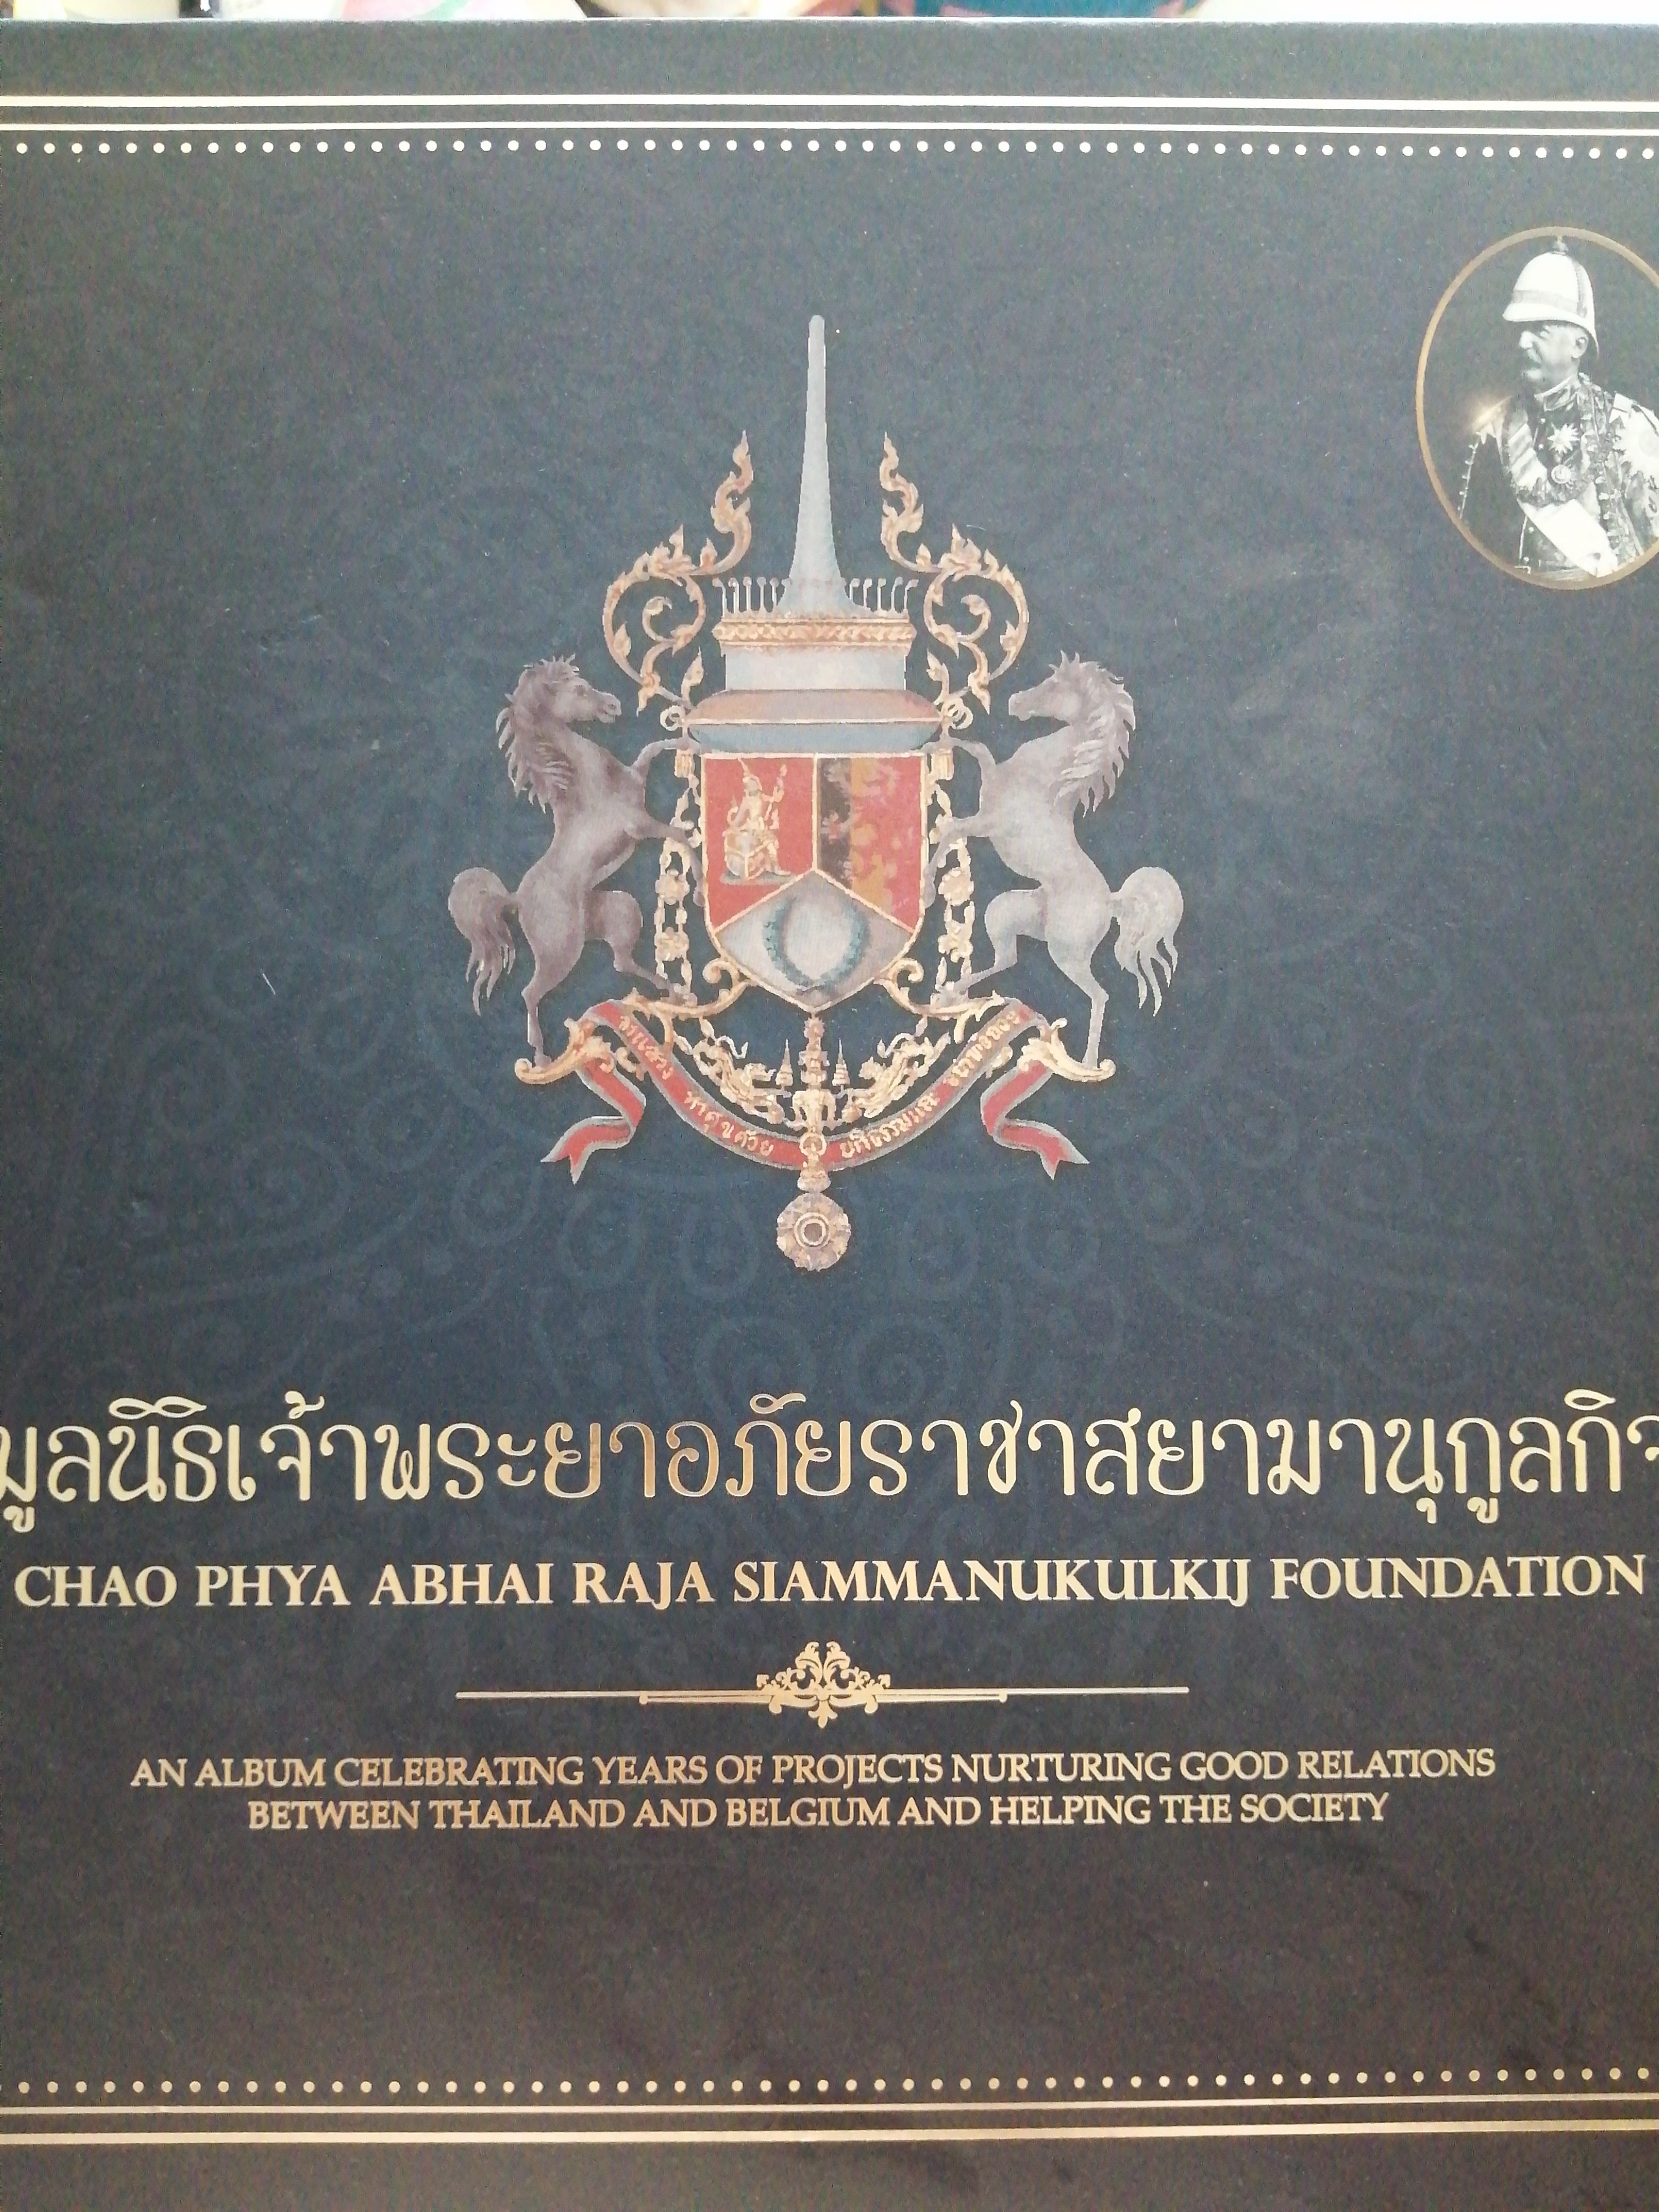 มูลนิธิเจ้าพระยาอภัยราชาสยามานุกูลกิจ
CHAO PHYA ABHAI RAJA SIAMMANUKULKIJ FOUNDATION
AN ALBUM CELEBRATING YEARS OF PROJECTS NURTURING GOOD RELATIONS
BETWEEN THAILAND AND BELGIUM AND HELPING THE SOCIETY